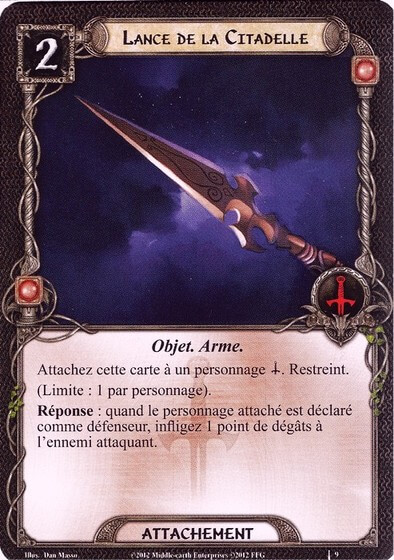 2
LANCE DE LA CITADELLE
Objet. Arme.
Attachez cette carte à un personnage . Restreint.
(Limite : 1 par personnage).
Réponse : quand le personnage attaché est déclaré
comme défenseur, infligez 1 point de dégâts à
l'ennemi attaquant.
ATTACHEMENT
Illus. Dan Masso.
©2012 Middle-earth Enterprises ©2012 FFG
9